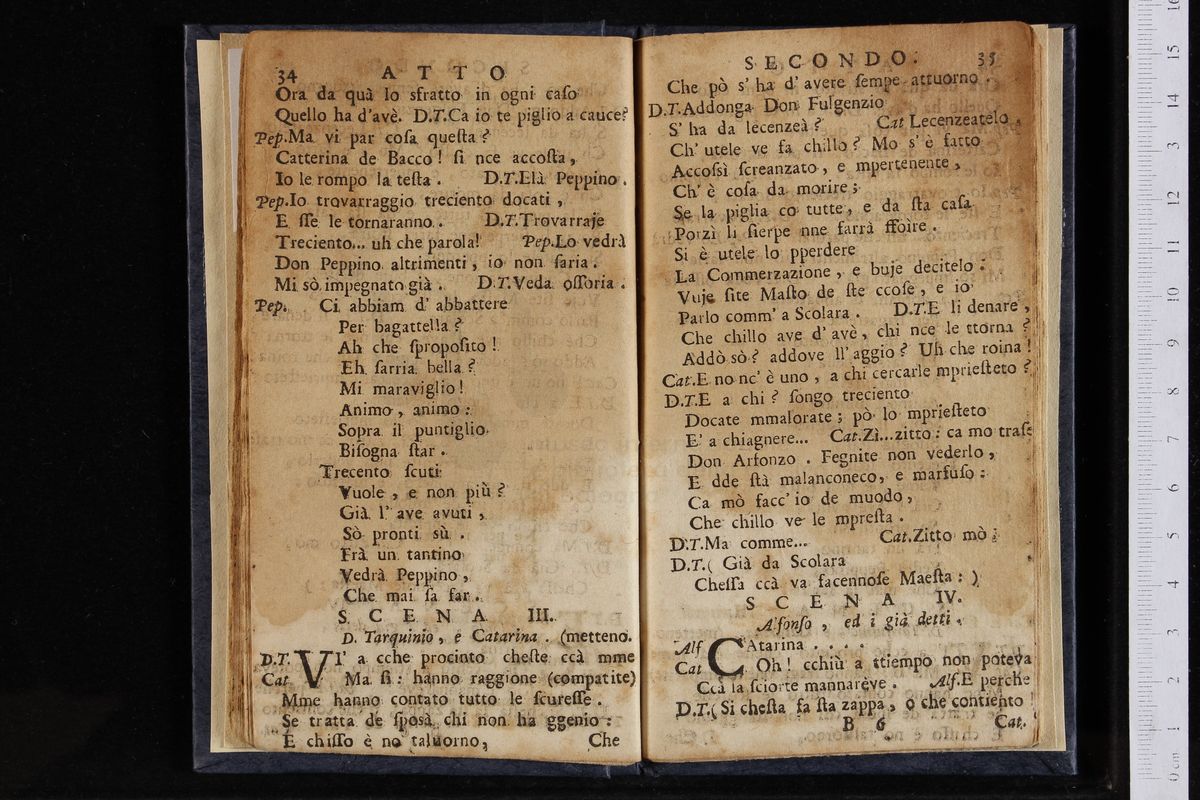 34 ATTO
Ora da quà lo sfratto in ogni caſo
Quello ha d'avè. D.T.Ca io te piglio a cauce?
Pep.Ma vi par coſa queſta?
Catterina de Bacco! ſi nce accoſta,
Io le rompo la teſta. D.T.Elà Peppino.
Pep.Io trovarraggio treciento docati,
E ſſe le tornaranno. D.T.Trovarraje
Treciento... uh che parola! Pep.Lo vedrà
Don Peppino altrimenti, io non ſaria.
Mi sò impegnato già. D.T.Veda oſſoria.
Pep. Ci abbiam d'abbattere
Per bagattella?
Ah che ſpropoſito!
Eh ſarria bella?
Mi maraviglio!
Animo, animo:
Sopra il puntiglio
Biſogna ſtar.
Trecento ſcuti
Vuole, e non più?
Già l'ave avuti,
Sò pronti sù.
Frà un tantino
Vedrà Peppino,
Che mai ſa far.
SCENA III.
D. Tarquinio, e Catarina. (metteno.
D.T. VI' a cche procinto cheſte ccà mme
Cat. Ma ſi: hanno raggione (compatite)
Mme hanno contato tutto le ſcureſſe.
Se tratta de ſposà chi non ha ggenio:
E chiſſo è no taluorno, Che
SECONDO. 35
Che pò s'ha d'avere ſempe attuorno.
D.T.Addonga Don Fulgenzio
S'ha da lecenzeà? Cat Lecenzeatelo.
Ch'utele ve fa chillo? Mo s'è fatto
Accoſsì ſcreanzato, e mpertenente,
Ch'è coſa da morire;
Se la piglia co tutte, e da ſta caſa
Porzì li ſierpe nne farrà ffoìre.
Si è utele lo pperdere
La Commerzazione, e buje decitelo:
Vuje ſite Maſto de ſte ccoſe, e io
Parlo comm' a Scolara. D.T.E li denare,
Che chillo ave d'avè, chi nce le ttorna?
Addò sò? addove ll'aggio? Uh che roina!
Cat.E no nc'è uno, a chi cercarle mprieſteto?
D.T.E a chi? ſongo treciento
Docate mmalorate; pò lo mprieſteto
E' a chiagnere... Cat.Zì...zitto: ca mo traſe
Don Arfonzo. Fegnite non vederlo,
E dde ſtà malanconeco, e marfuſo:
Ca mò facc'io de muodo,
Che chillo ve le mpreſta.
D.T.Ma comme... Cat.Zitto mò:
D.T.( Già da Scolara
Cheſſa ccà va facennoſe Maeſta: )
SCENA IV.
Alfonſo, ed i già detti.
Alf CAtarina....
Cat Oh! cchiù a ttiempo non poteva
Ccà la ſciorte mannareve. Alf.E perche
D.T.( Si cheſta fa ſta zappa, o che contiento
B 6 Cat.